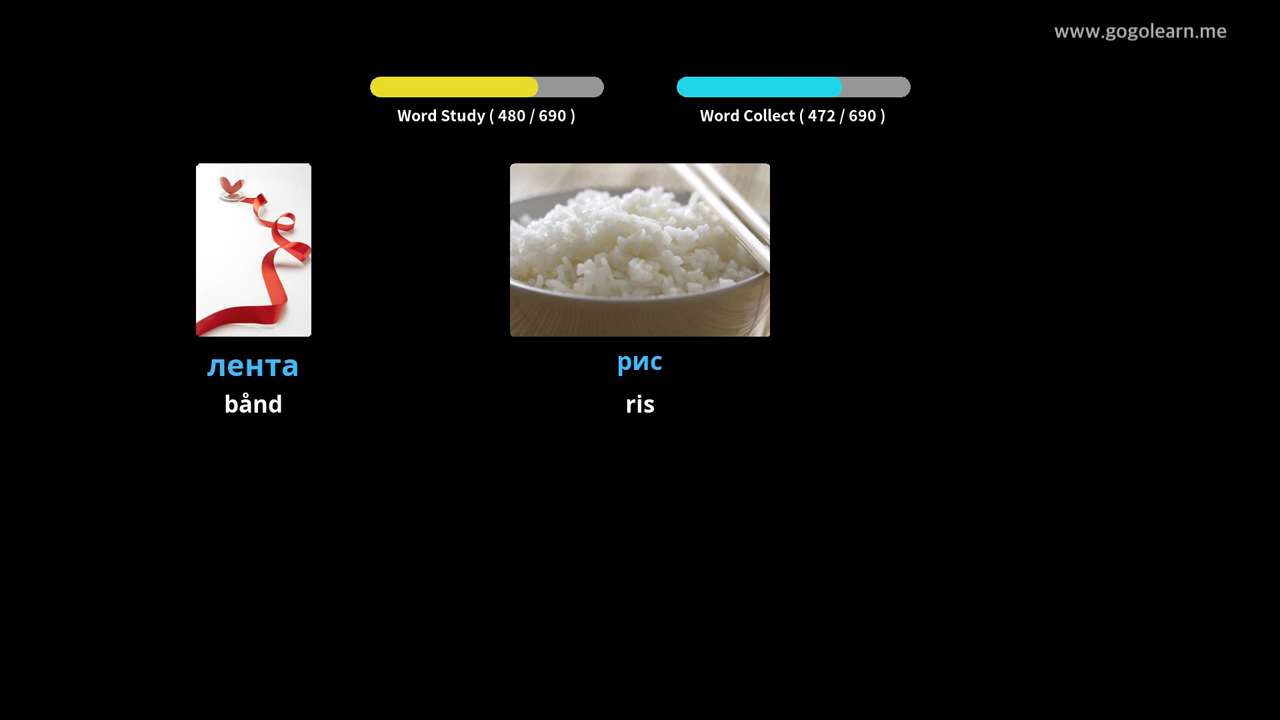 www.gogolearn.me
Word Study ( 480 / 690 )
Word Collect ( 472 / 690 )
лента
bånd
рис
ris